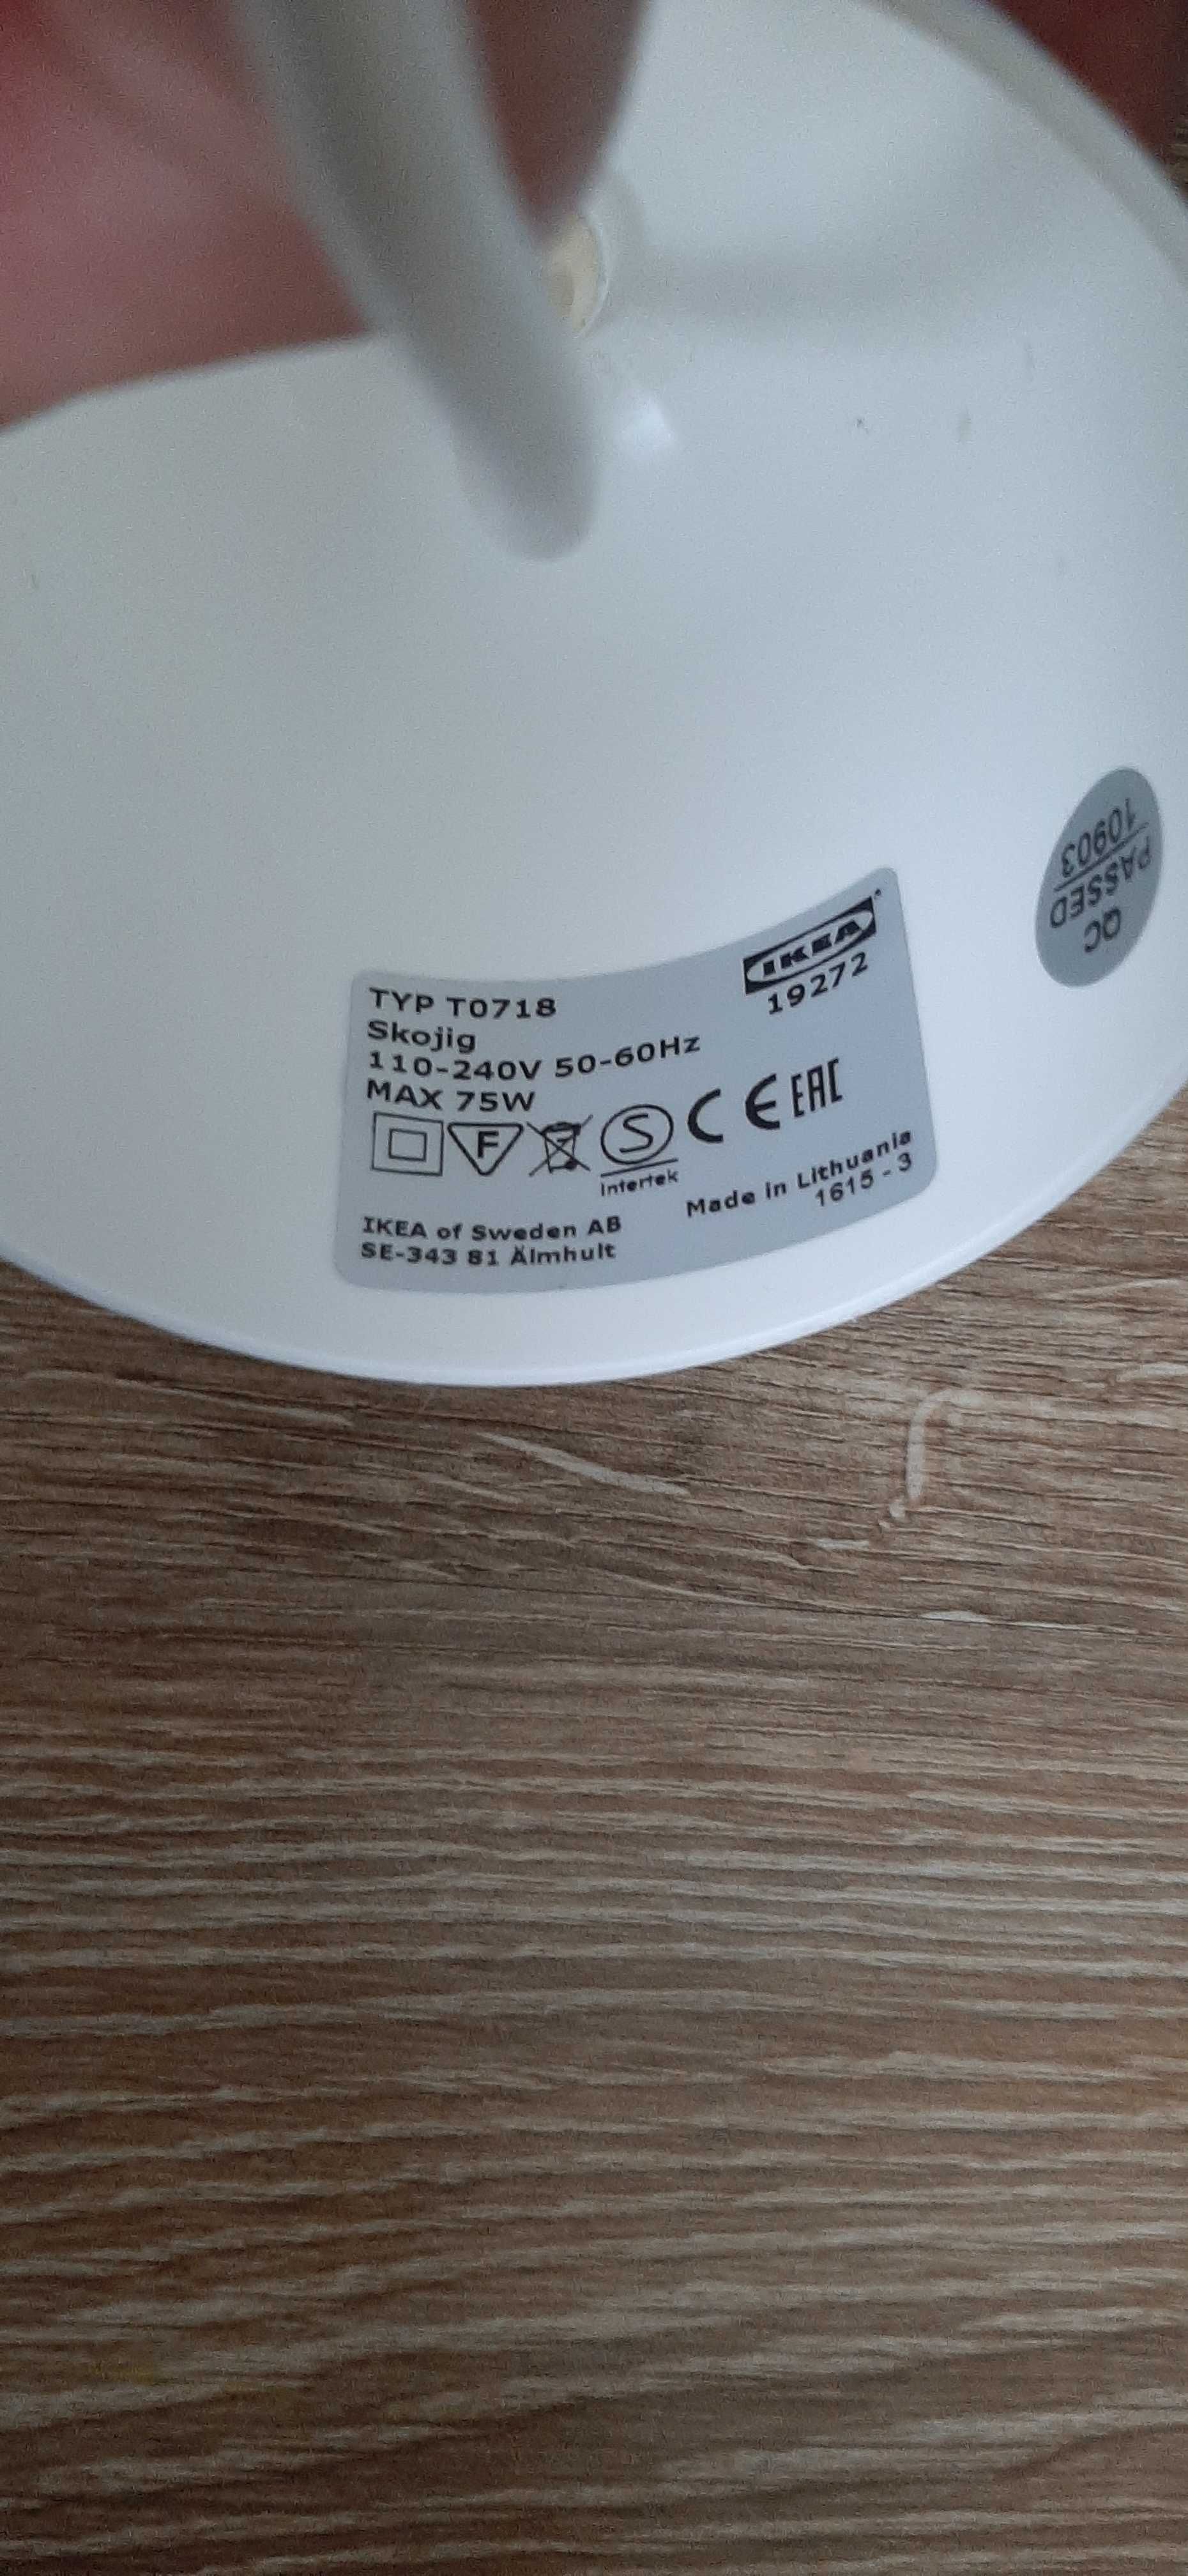 TYP T0718
Skojig
110-240V 50-60Hz
MAX 75W
IKEA
19272
F
S
Intertek
CE
EAC
Made in Lithuania
1615 - 3
IKEA of Sweden AB
SE-343 81 Älmhult
QC
PASSED
10903